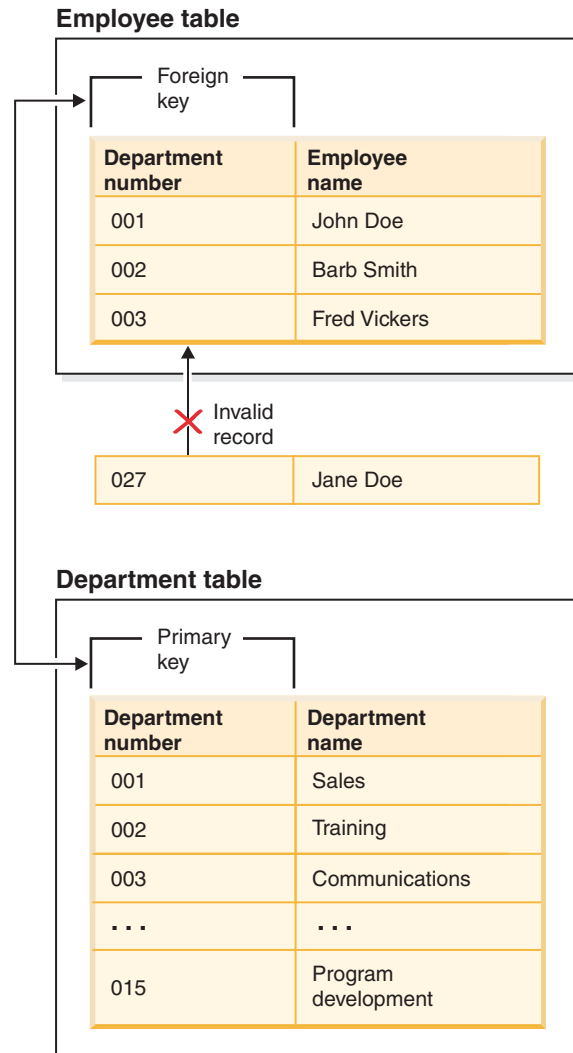 Employee table
Foreign
key
Department
number
Employee
name
001
John Doe
002
Barb Smith
003
Fred Vickers
Invalid
record
027
Jane Doe
Department table
Primary
key
Department
number
Department
name
001
Sales
002
Training
003
Communications
. . .
. . .
015
Program
development